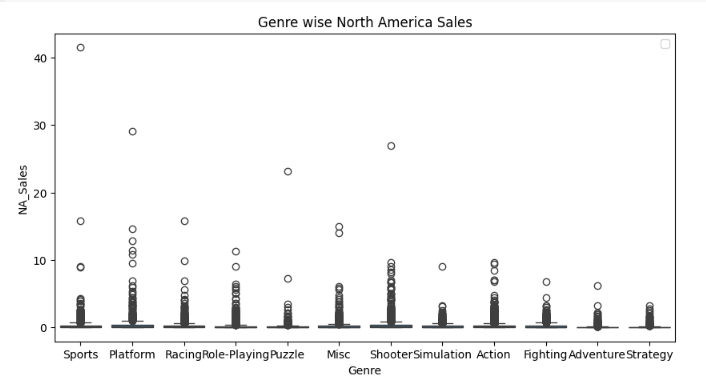 Genre wise North America Sales
40
30
20
10
0
NA_Sales
Sports Platform Racing Role-Playing Puzzle Misc Shooter Simulation Action Fighting Adventure Strategy
Genre